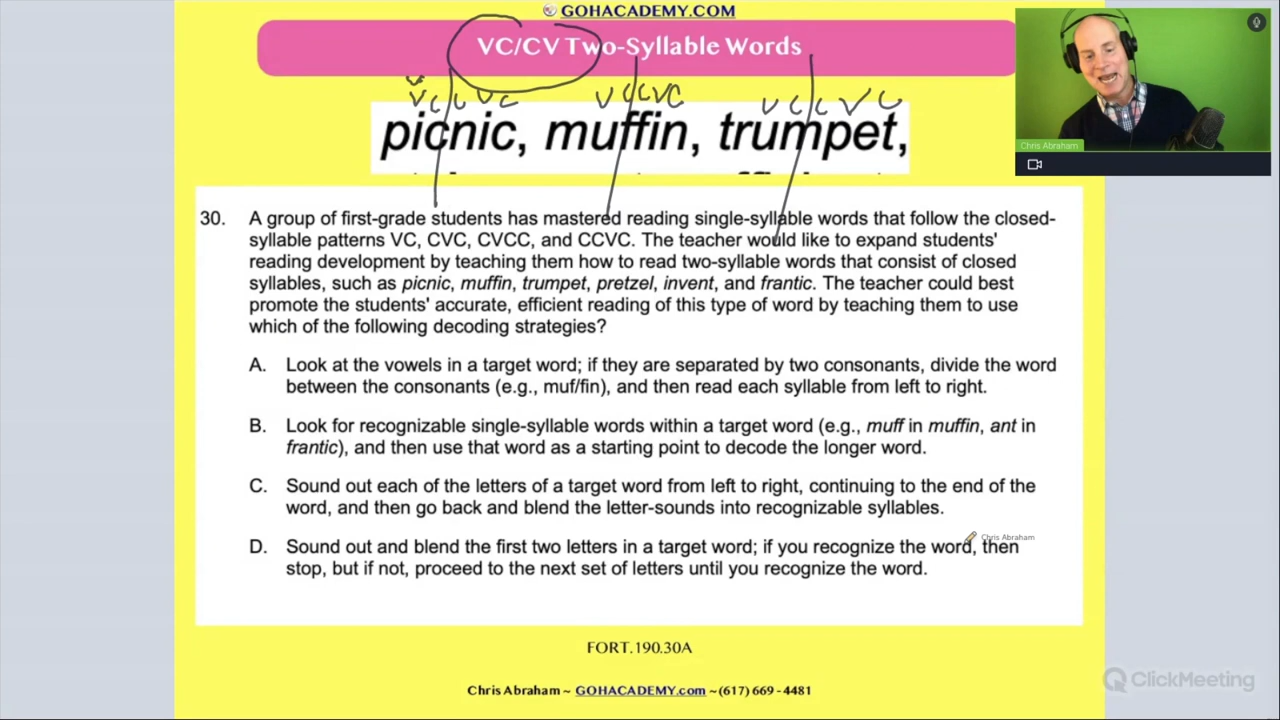 GOHACADEMY.COM
VC/CV Two-Syllable Words
VC CVC VCCVC VC CVC
picnic, muffin, trumpet,
Chris Abraham
30. A group of first-grade students has mastered reading single-syllable words that follow the closed-
syllable patterns VC, CVC, CVCC, and CCVC. The teacher would like to expand students'
reading development by teaching them how to read two-syllable words that consist of closed
syllables, such as picnic, muffin, trumpet, pretzel, invent, and frantic. The teacher could best
promote the students' accurate, efficient reading of this type of word by teaching them to use
which of the following decoding strategies?
A. Look at the vowels in a target word; if they are separated by two consonants, divide the word
between the consonants (e.g., muf/fin), and then read each syllable from left to right.
B. Look for recognizable single-syllable words within a target word (e.g., muff in muffin, ant in
frantic), and then use that word as a starting point to decode the longer word.
C. Sound out each of the letters of a target word from left to right, continuing to the end of the
word, and then go back and blend the letter-sounds into recognizable syllables.
Chris Abraham
D. Sound out and blend the first two letters in a target word; if you recognize the word, then
stop, but if not, proceed to the next set of letters until you recognize the word.
FORT.190.30A
Chris Abraham ~ GOHACADEMY.com ~(617) 669 - 4481
ClickMeeting